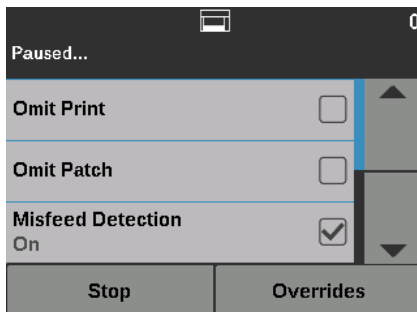 0
Paused...
Omit Print
Omit Patch
Misfeed Detection
On
Stop
Overrides